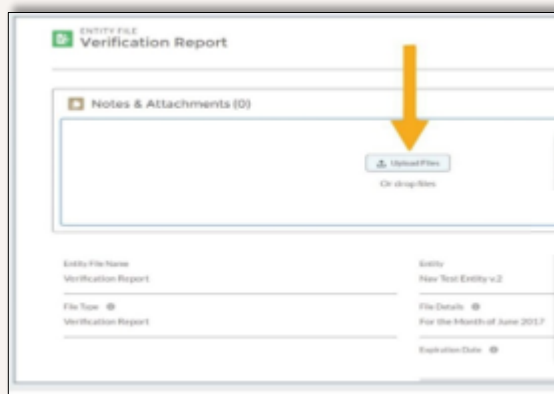 ENTITY FILE
Verification Report
Notes & Attachments (0)
Upload Files
Or drop files
Entity File Name
Verification Report
Entity
Nav Test Entity v.2
File Type
Verification Report
File Details
For the Month of June 2017
Expiration Date